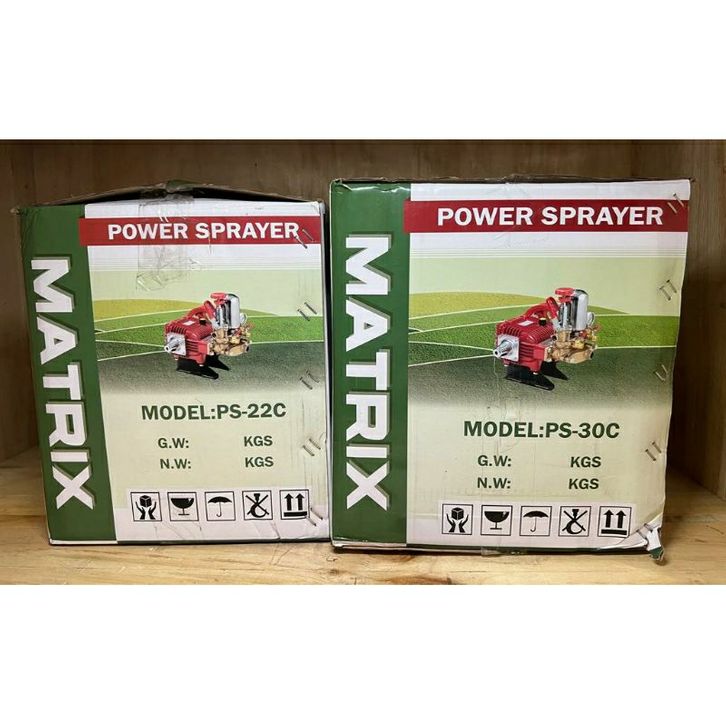 MATRIX
POWER SPRAYER
MODEL:PS-22C
G.W: KGS
N.W: KGS
MATRIX
POWER SPRAYER
MODEL:PS-30C
G.W: KGS
N.W: KGS